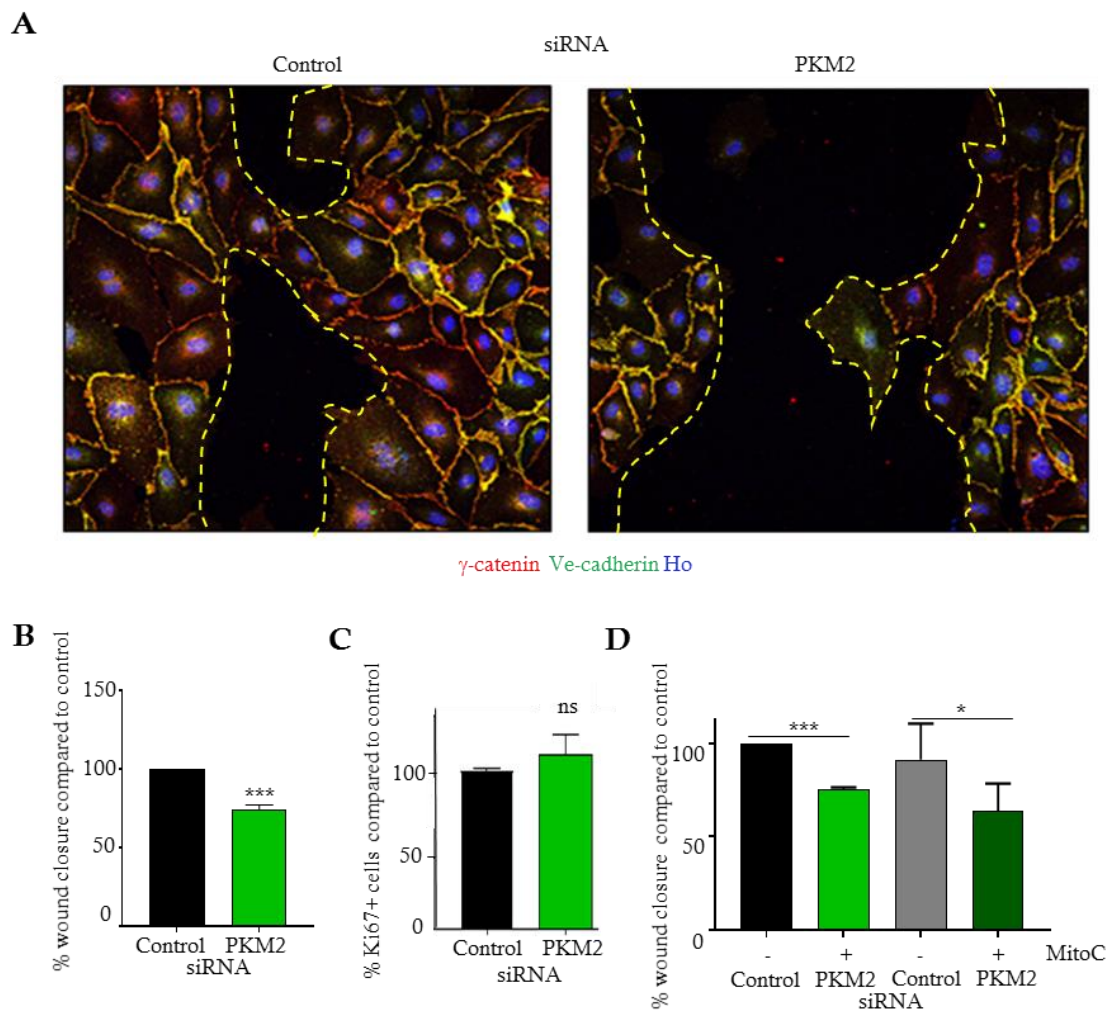 A
siRNA
Control PKM2
γ-catenin Ve-cadherin Ho
B
% wound closure compared to control
150
100
50
0
***
Control PKM2
siRNA
C
% Ki67+ cells compared to control
100
50
0
ns
Control PKM2
siRNA
D
% wound closure compared to control
100
50
0
*** *
- + - + MitoC
Control PKM2 Control PKM2
siRNA